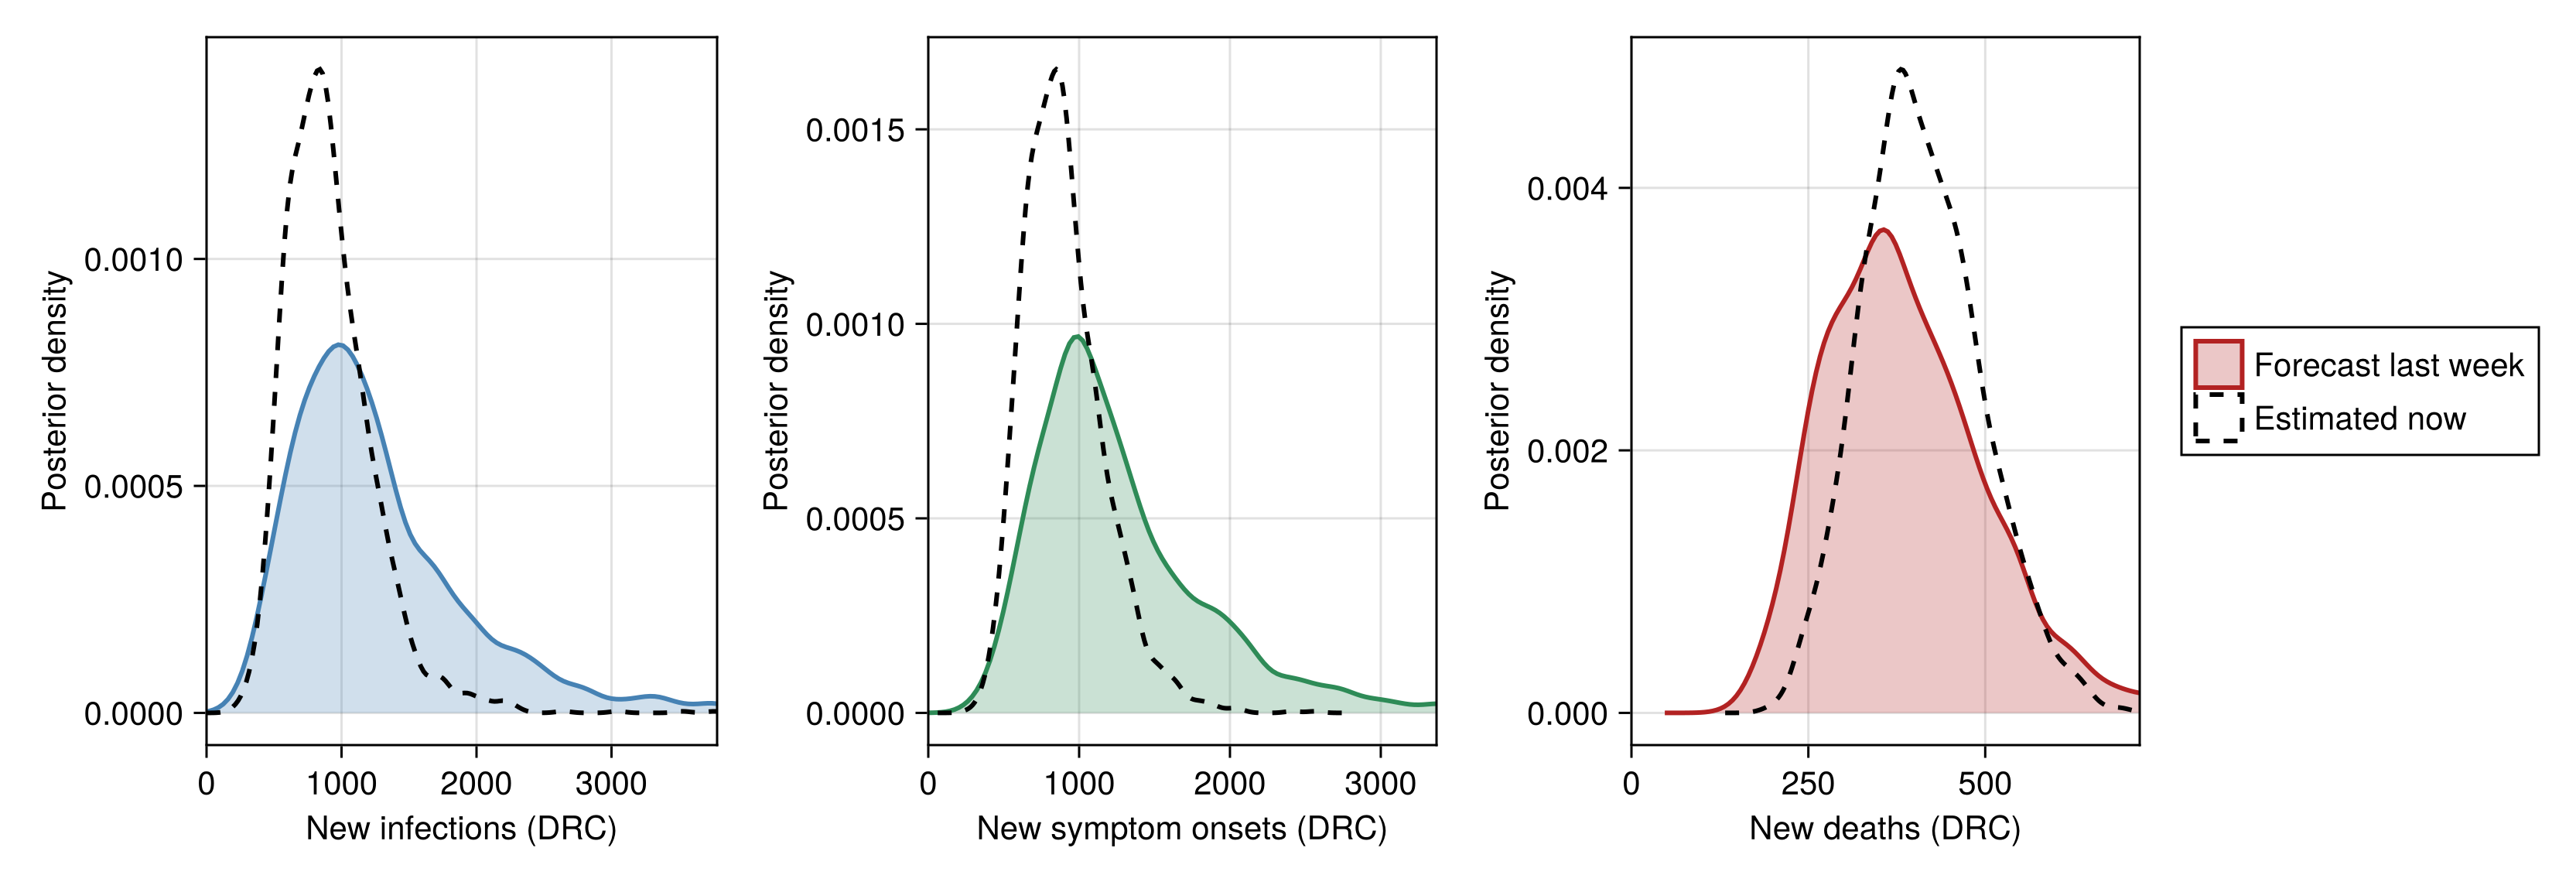 Posterior density
0.0010
0.0005
0.0000
0
1000
2000
3000
New infections (DRC)
Posterior density
0.0015
0.0010
0.0005
0.0000
0
1000
2000
3000
New symptom onsets (DRC)
Posterior density
0.004
0.002
0.000
0
250
500
New deaths (DRC)
Forecast last week
Estimated now